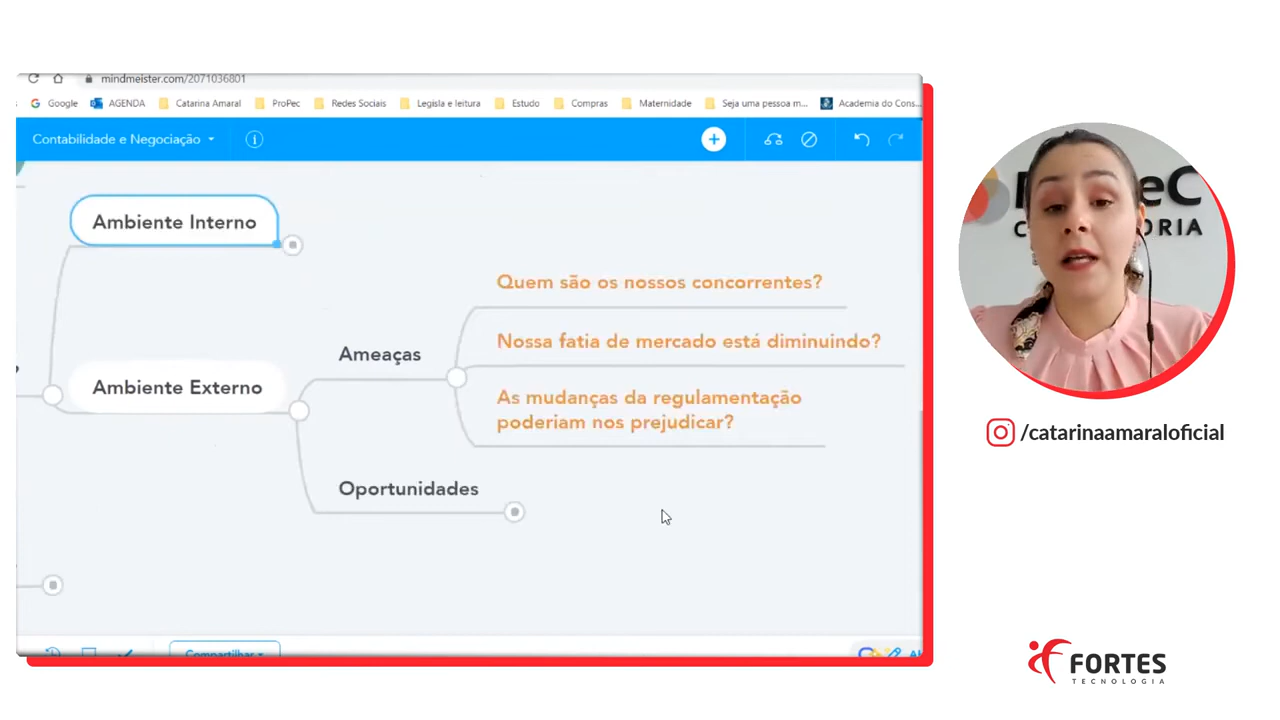 mindmeister.com/2071036801
Google
AGENDA
Catarina Amaral
ProPec
Redes Sociais
Legisla e leitura
Estudo
Compras
Maternidade
Seja uma pessoa m...
Academia do Cons...
Contabilidade e Negociação
Ambiente Interno
Quem são os nossos concorrentes?
Nossa fatia de mercado está diminuindo?
Ameaças
Ambiente Externo
As mudanças da regulamentação
poderiam nos prejudicar?
Oportunidades
Compartilhar
/catarinaamaraloficial
FORTES
TECNOLOGIA